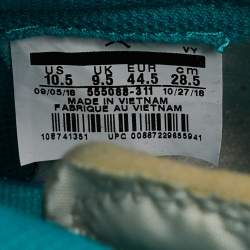 VY
US UK EUR cm
10.5 9.5 44.5 28.5
09/05/18 555088-311 10/27/18
MADE IN VIETNAM
FABRIQUE AU VIETNAM
108741351 UPC 00887229655941